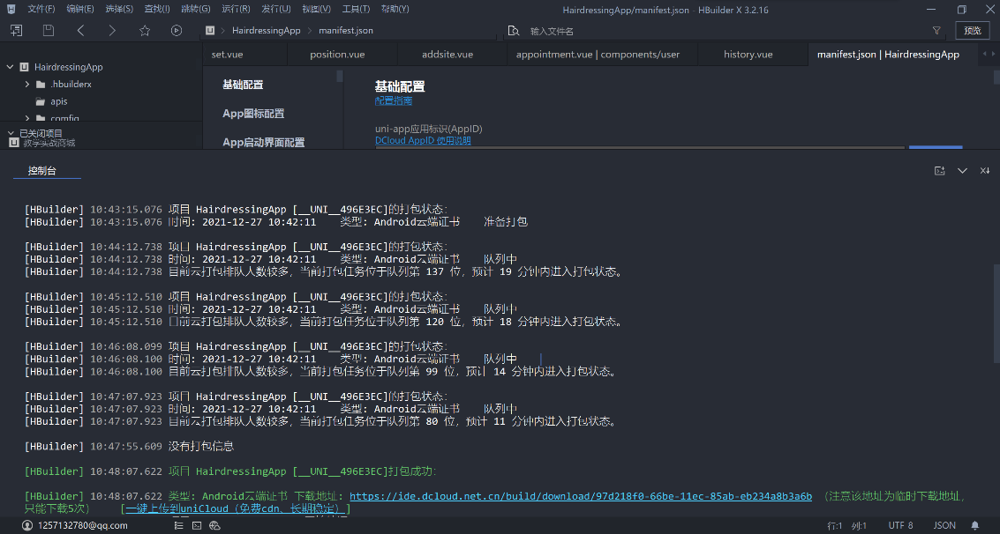 文件(F) 编辑(E) 选择(S) 查找(I) 跳转(G) 运行(R) 发行(U) 视图(V) 工具(T) 帮助(Y)
HairdressingApp/manifest.json - HBuilder X 3.2.16
HairdressingApp > manifest.json
输入文件名
预览
set.vue
position.vue
addsite.vue
appointment.vue | components/user
history.vue
manifest.json | HairdressingApp
HairdressingApp
.hbuilderx
apis
config
已关闭项目
教学实战商城
基础配置
App图标配置
App启动界面配置
基础配置
配置指南
uni-app应用标识(AppID)
DCloud AppID 使用说明
控制台
[HBuilder] 10:43:15.076 项目 HairdressingApp [__UNI__496E3EC]的打包状态:
[HBuilder] 10:43:15.076 时间: 2021-12-27 10:42:11 类型: Android云端证书 准备打包
[HBuilder] 10:44:12.738 项目 HairdressingApp [__UNI__496E3EC]的打包状态:
[HBuilder] 10:44:12.738 时间: 2021-12-27 10:42:11 类型: Android云端证书 队列中
[HBuilder] 10:44:12.738 目前云打包排队人数较多，当前打包任务位于队列第 137 位，预计 19 分钟内进入打包状态。
[HBuilder] 10:45:12.510 项目 HairdressingApp [__UNI__496E3EC]的打包状态:
[HBuilder] 10:45:12.510 时间: 2021-12-27 10:42:11 类型: Android云端证书 队列中
[HBuilder] 10:45:12.510 目前云打包排队人数较多，当前打包任务位于队列第 120 位，预计 18 分钟内进入打包状态。
[HBuilder] 10:46:08.099 项目 HairdressingApp [__UNI__496E3EC]的打包状态:
[HBuilder] 10:46:08.100 时间: 2021-12-27 10:42:11 类型: Android云端证书 队列中
[HBuilder] 10:46:08.100 目前云打包排队人数较多，当前打包任务位于队列第 99 位，预计 14 分钟内进入打包状态。
[HBuilder] 10:47:07.923 项目 HairdressingApp [__UNI__496E3EC]的打包状态:
[HBuilder] 10:47:07.923 时间: 2021-12-27 10:42:11 类型: Android云端证书 队列中
[HBuilder] 10:47:07.923 目前云打包排队人数较多，当前打包任务位于队列第 80 位，预计 11 分钟内进入打包状态。
[HBuilder] 10:47:55.609 没有打包信息
[HBuilder] 10:48:07.622 项目 HairdressingApp [__UNI__496E3EC]打包成功:
[HBuilder] 10:48:07.622 类型: Android云端证书 下载地址: https://ide.dcloud.net.cn/build/download/97d218f0-66be-11ec-85ab-eb234a8b3a6b （注意该地址为临时下载地址，
只能下载5次） [一键上传到uniCloud（免费cdn、长期稳定）]
1257132780@qq.com
行:1 列:1 UTF-8 JSON